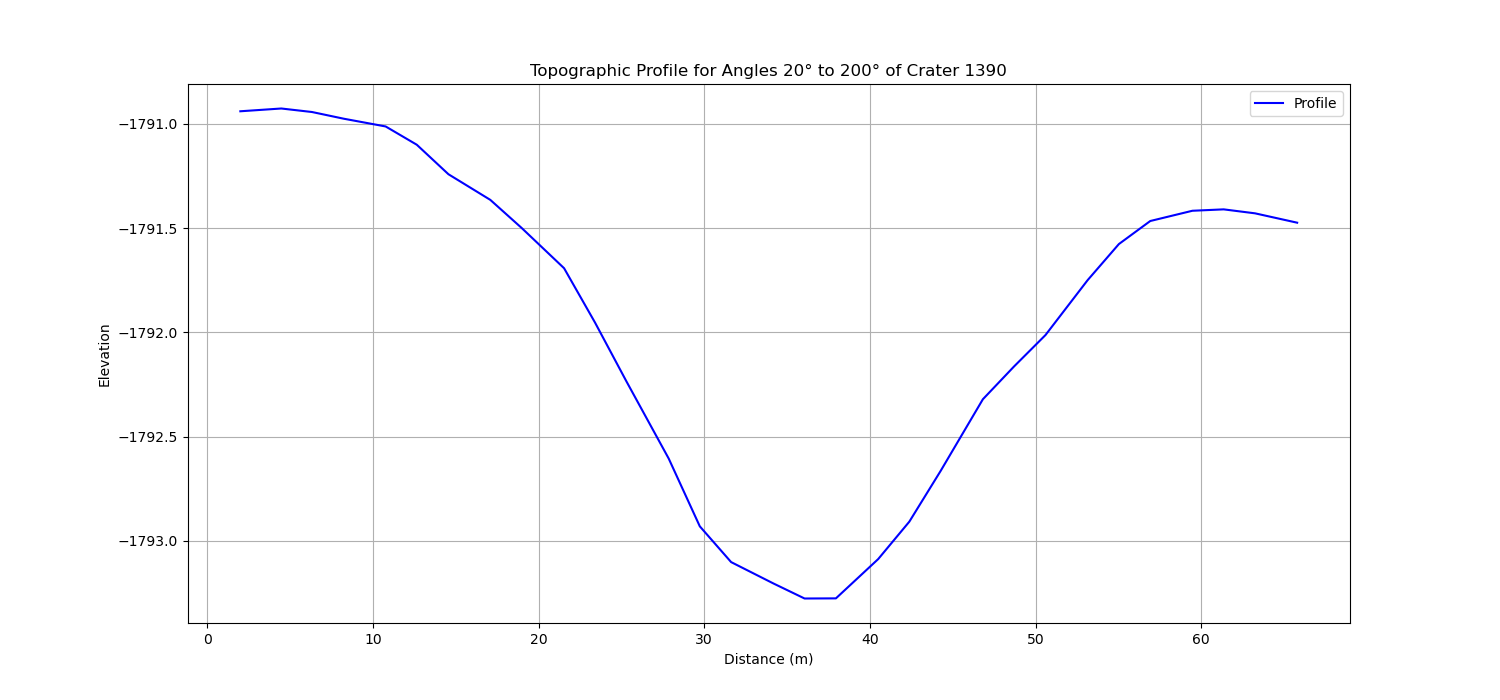 Topographic Profile for Angles 20° to 200° of Crater 1390
Profile
−1791.0
−1791.5
−1792.0
−1792.5
−1793.0
Elevation
0 10 20 30 40 50 60
Distance (m)